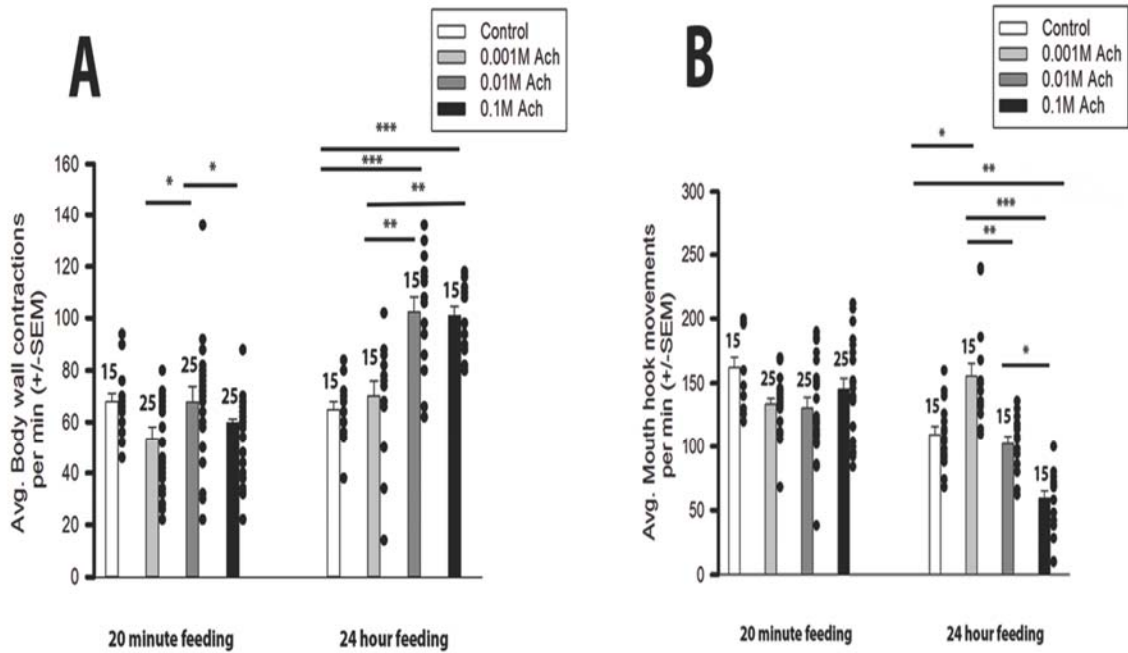 A
Control
0.001M Ach
0.01M Ach
0.1M Ach
Avg. Body wall contractions
per min (+/-SEM)
160
140
120
100
80
60
40
20
0
*
*
***
***
**
**
15
25
25
25
15
15
15
15
20 minute feeding
24 hour feeding
B
Control
0.001M Ach
0.01M Ach
0.1M Ach
Avg. Mouth hook movements
per min (+/-SEM)
300
250
200
150
100
50
0
*
**
***
**
*
15
25
25
25
15
15
15
15
20 minute feeding
24 hour feeding